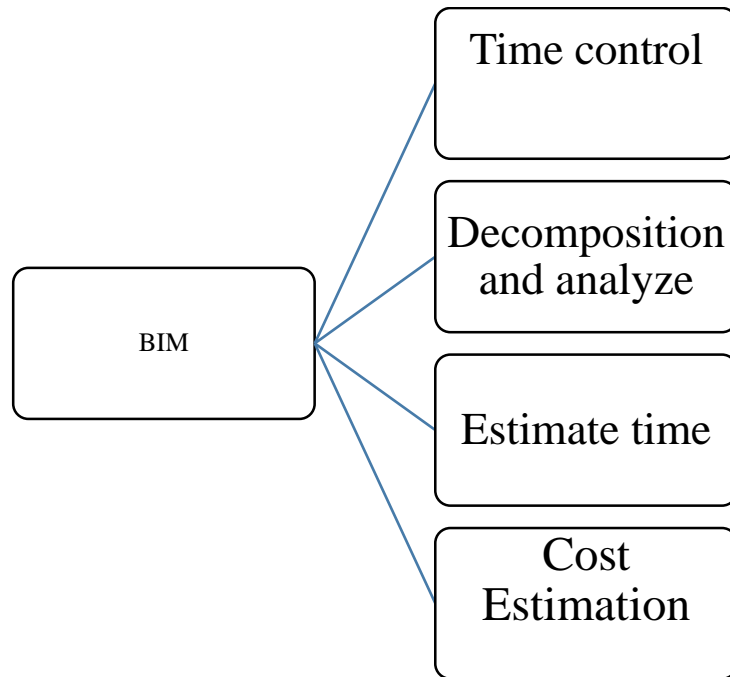 Time control
Decomposition
and analyze
BIM
Estimate time
Cost
Estimation